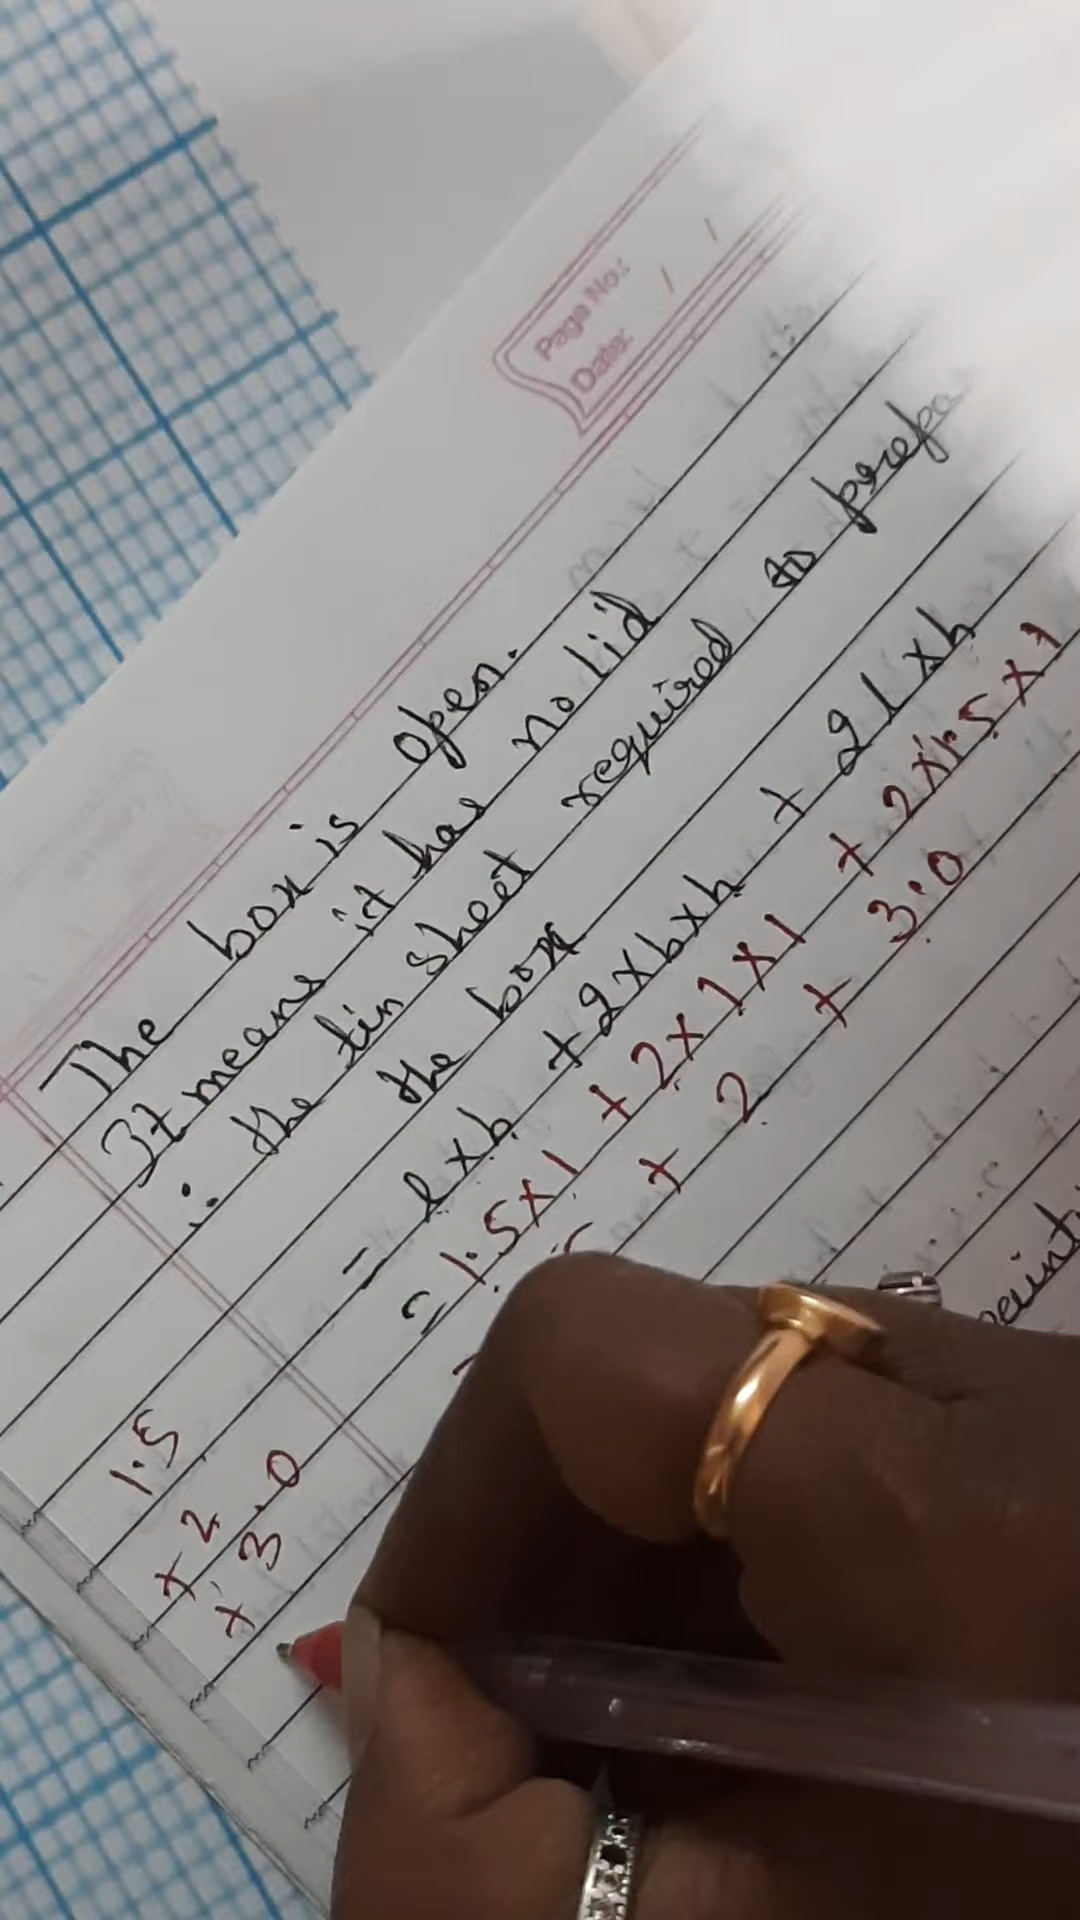 Page No.:
Date: / /
The box is open.
It means it has no lid
∴ the tin sheet required to prepa
the box
= l×b + 2×b×h + 2l×h
= 1.5×1 + 2×1×1 + 2×1.5×1
+ 2 + 3.0
1.5
+ 2
+ 3.0